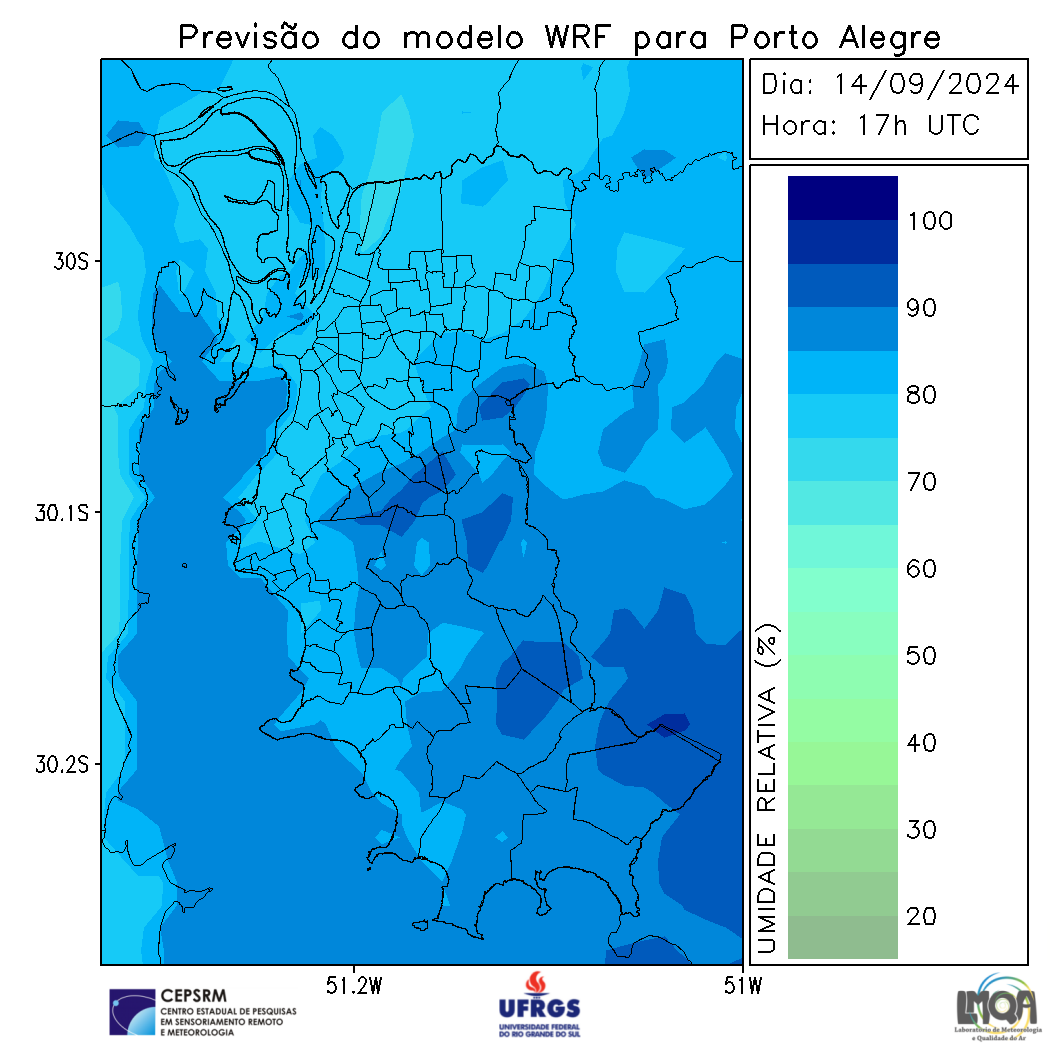 Previsão do modelo WRF para Porto Alegre
Dia: 14/09/2024
Hora: 17h UTC
30S
30.1S
30.2S
51.2W
51W
UMIDADE RELATIVA (%)
100
90
80
70
60
50
40
30
20
CEPSRM
CENTRO ESTADUAL DE PESQUISAS
EM SENSORIAMENTO REMOTO
E METEOROLOGIA
UFRGS
UNIVERSIDADE FEDERAL
DO RIO GRANDE DO SUL
LMQA
Laboratório de Meteorologia
e Qualidade do Ar